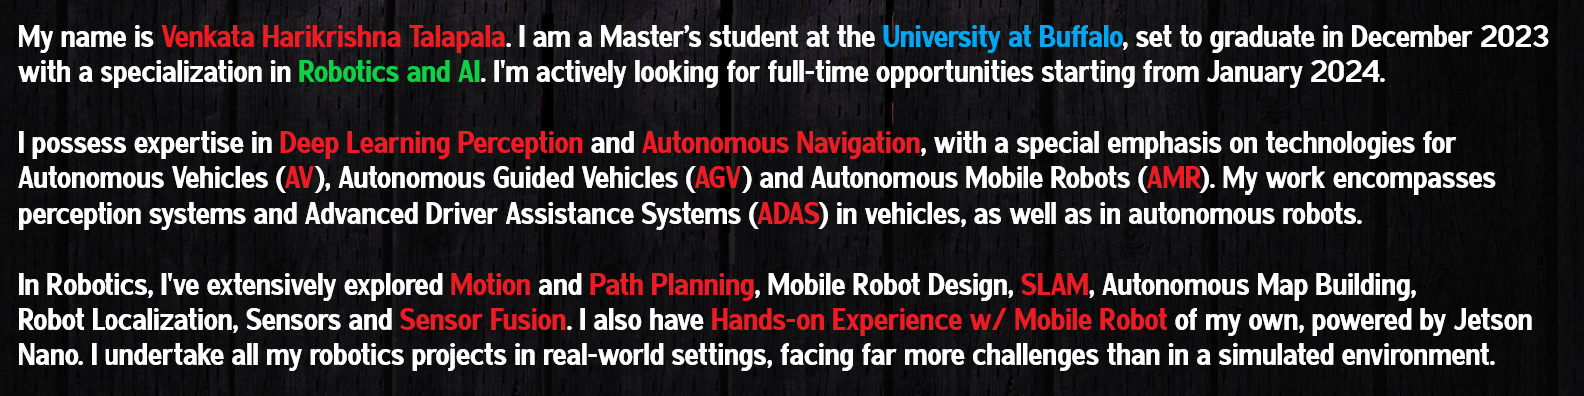 My name is Venkata Harikrishna Talapala. I am a Master's student at the University at Buffalo, set to graduate in December 2023
with a specialization in Robotics and AI. I'm actively looking for full-time opportunities starting from January 2024.
I possess expertise in Deep Learning Perception and Autonomous Navigation, with a special emphasis on technologies for
Autonomous Vehicles (AV), Autonomous Guided Vehicles (AGV) and Autonomous Mobile Robots (AMR). My work encompasses
perception systems and Advanced Driver Assistance Systems (ADAS) in vehicles, as well as in autonomous robots.
In Robotics, I've extensively explored Motion and Path Planning, Mobile Robot Design, SLAM, Autonomous Map Building,
Robot Localization, Sensors and Sensor Fusion. I also have Hands-on Experience w/ Mobile Robot of my own, powered by Jetson
Nano. I undertake all my robotics projects in real-world settings, facing far more challenges than in a simulated environment.